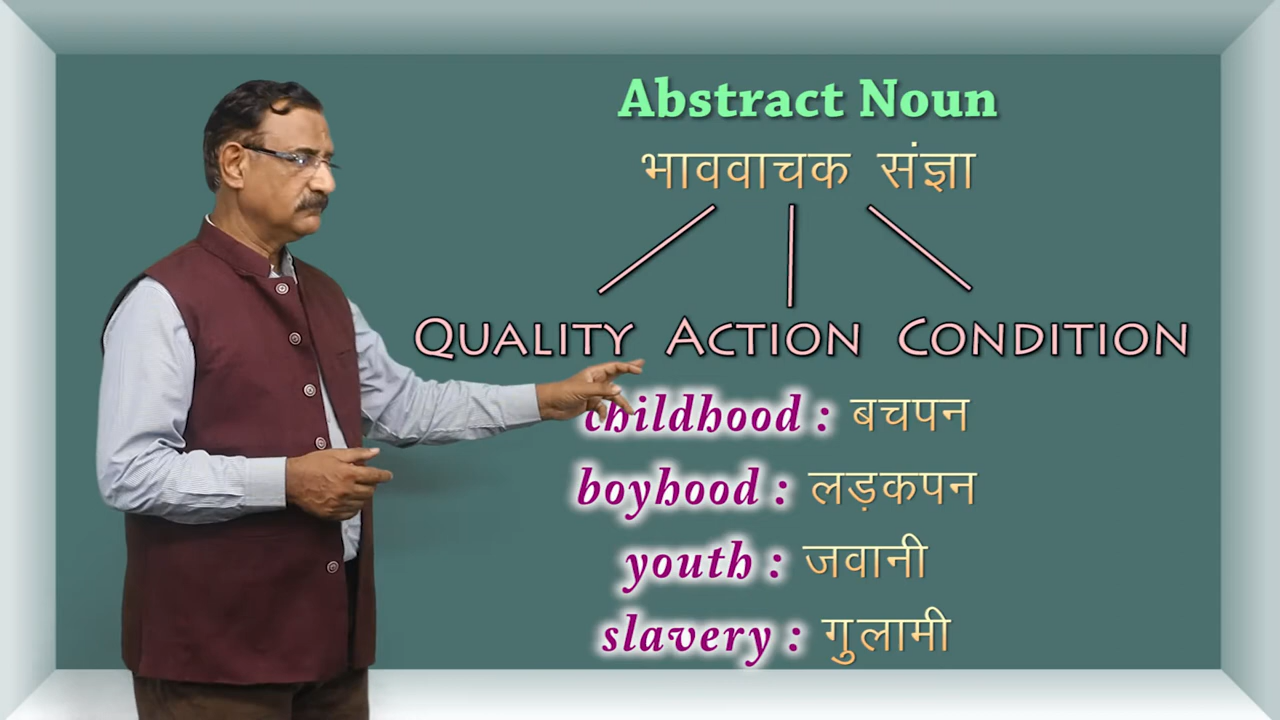 Abstract Noun
भाववाचक संज्ञा
QUALITY ACTION CONDITION
childhood : बचपन
boyhood : लड़कपन
youth : जवानी
slavery : गुलामी